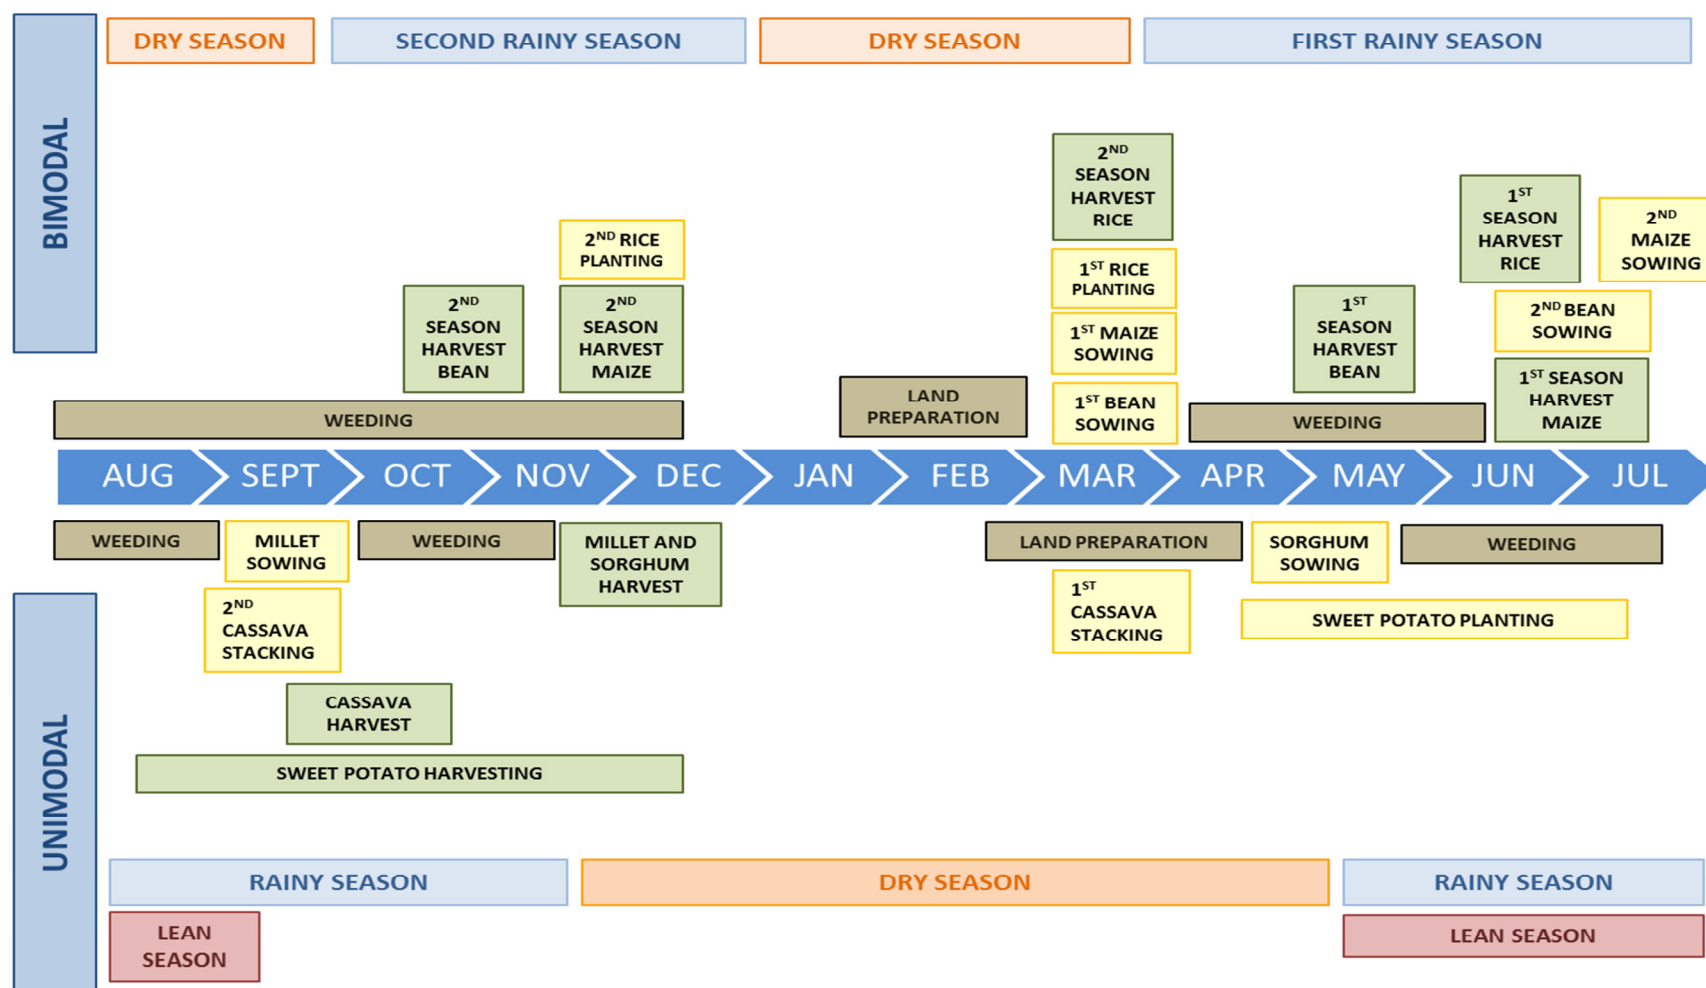 DRY SEASON
SECOND RAINY SEASON
DRY SEASON
FIRST RAINY SEASON
BIMODAL
2ND
SEASON
HARVEST
RICE
1ST
SEASON
HARVEST
RICE
2ND
MAIZE
SOWING
2ND RICE
PLANTING
1ST RICE
PLANTING
2ND
SEASON
HARVEST
BEAN
2ND
SEASON
HARVEST
MAIZE
1ST MAIZE
SOWING
1ST
SEASON
HARVEST
BEAN
2ND BEAN
SOWING
LAND
PREPARATION
1ST BEAN
SOWING
1ST SEASON
HARVEST
MAIZE
WEEDING
WEEDING
AUG
SEPT
OCT
NOV
DEC
JAN
FEB
MAR
APR
MAY
JUN
JUL
UNIMODAL
WEEDING
MILLET
SOWING
WEEDING
MILLET AND
SORGHUM
HARVEST
LAND PREPARATION
SORGHUM
SOWING
WEEDING
2ND
CASSAVA
STACKING
1ST
CASSAVA
STACKING
SWEET POTATO PLANTING
CASSAVA
HARVEST
SWEET POTATO HARVESTING
RAINY SEASON
DRY SEASON
RAINY SEASON
LEAN
SEASON
LEAN SEASON